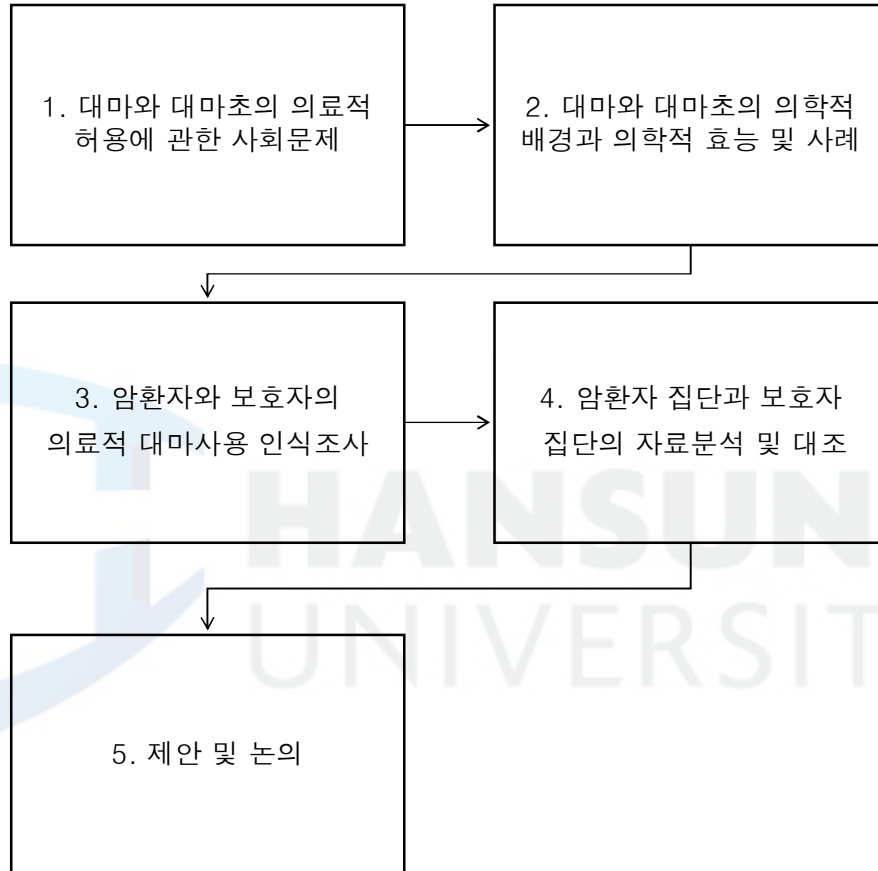 1. 대마와 대마초의 의료적
허용에 관한 사회문제
2. 대마와 대마초의 의학적
배경과 의학적 효능 및 사례
3. 암환자와 보호자의
의료적 대마사용 인식조사
4. 암환자 집단과 보호자
집단의 자료분석 및 대조
HANSUN
UNIVERSIT
5. 제안 및 논의